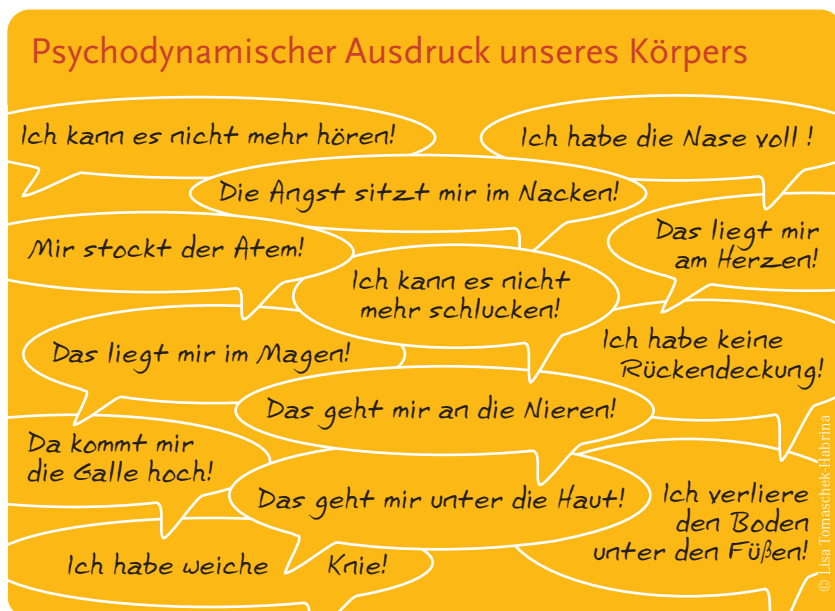 Psychodynamischer Ausdruck unseres Körpers
Ich kann es nicht mehr hören!
Ich habe die Nase voll !
Die Angst sitzt mir im Nacken!
Mir stockt der Atem!
Das liegt mir
am Herzen!
Ich kann es nicht
mehr schlucken!
Das liegt mir im Magen!
Ich habe keine
Rückendeckung!
Das geht mir an die Nieren!
Da kommt mir
die Galle hoch!
Das geht mir unter die Haut!
Ich verliere
den Boden
unter den Füßen!
Ich habe weiche Knie!
© Lisa Tomaschek-Habrina